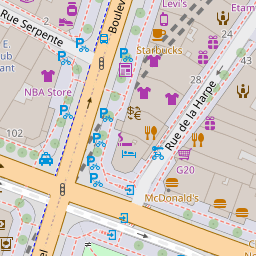 Levi's
Etam
Boulev
Rue Serpente
Starbucks
28
24
43
E.
ub
ant
NBA Store
Rue de la Harpe
102
G20
McDonald's